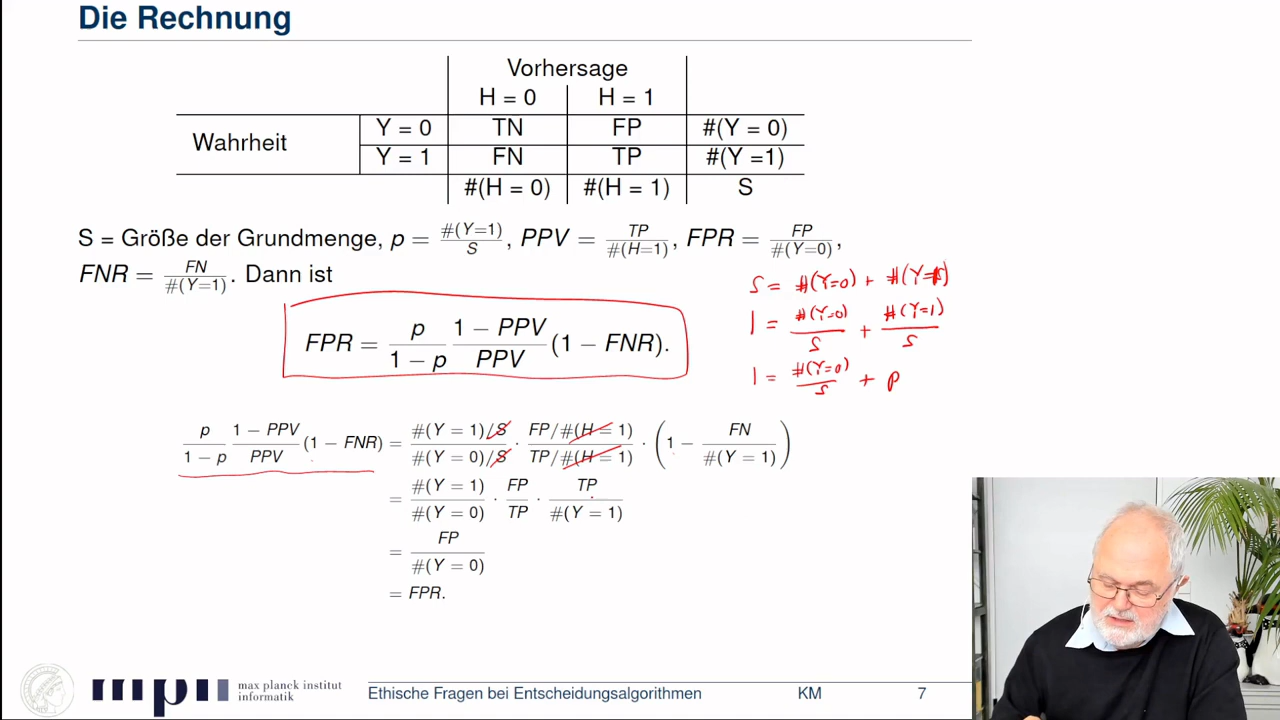 Die Rechnung
Vorhersage
H = 0 H = 1
Wahrheit Y = 0 TN FP #(Y = 0)
Y = 1 FN TP #(Y =1)
#(H = 0) #(H = 1) S
S = Größe der Grundmenge, p = #(Y=1)/S, PPV = TP/#(H=1), FPR = FP/#(Y=0),
FNR = FN/#(Y=1). Dann ist
S = #(Y=0) + #(Y=1)
1 = #(Y=0)/S + #(Y=1)/S
1 = #(Y=0)/S + p
FPR = p/(1 − p) (1 − PPV)/PPV (1 − FNR).
p/(1 − p) (1 − PPV)/PPV (1 − FNR) = (#(Y = 1)/S)/(#(Y = 0)/S) · (FP/#(H = 1))/(TP/#(H = 1)) · (1 − FN/#(Y = 1))
= #(Y = 1)/#(Y = 0) · FP/TP · TP/#(Y = 1)
= FP/#(Y = 0)
= FPR.
mpi max planck institut
informatik
Ethische Fragen bei Entscheidungsalgorithmen KM 7